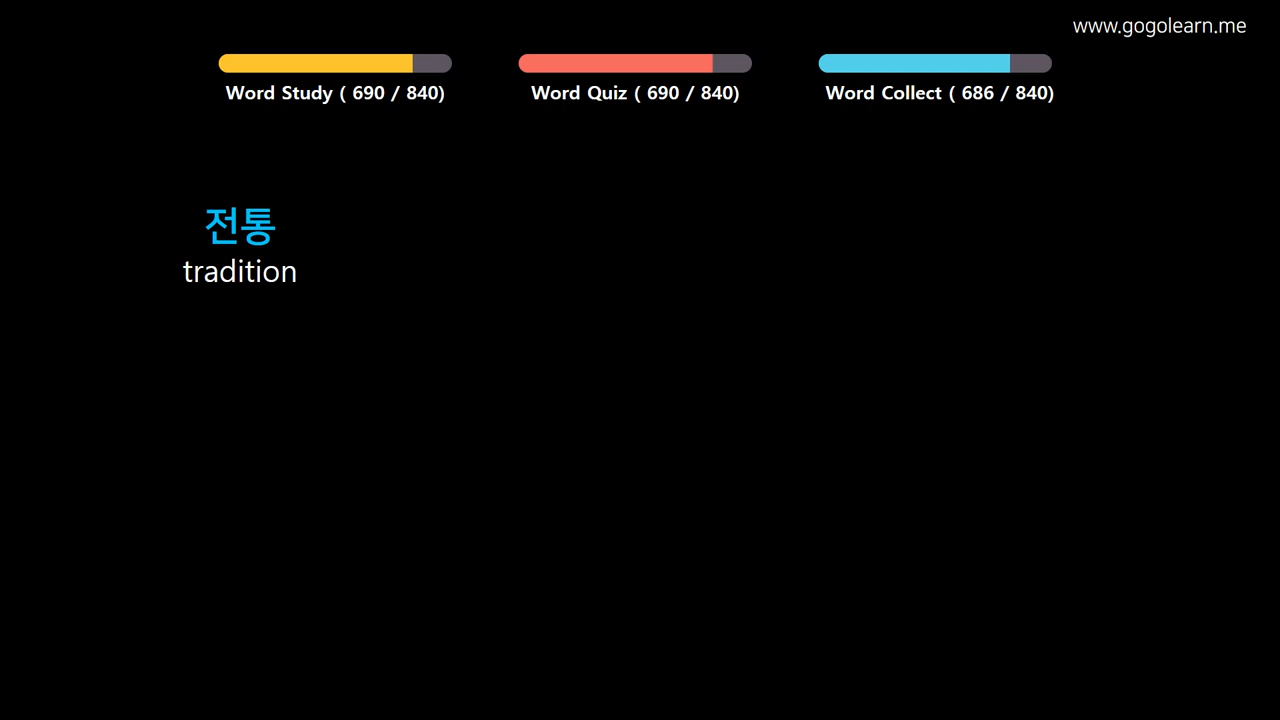 www.gogolearn.me
Word Study ( 690 / 840)
Word Quiz ( 690 / 840)
Word Collect ( 686 / 840)
전통
tradition